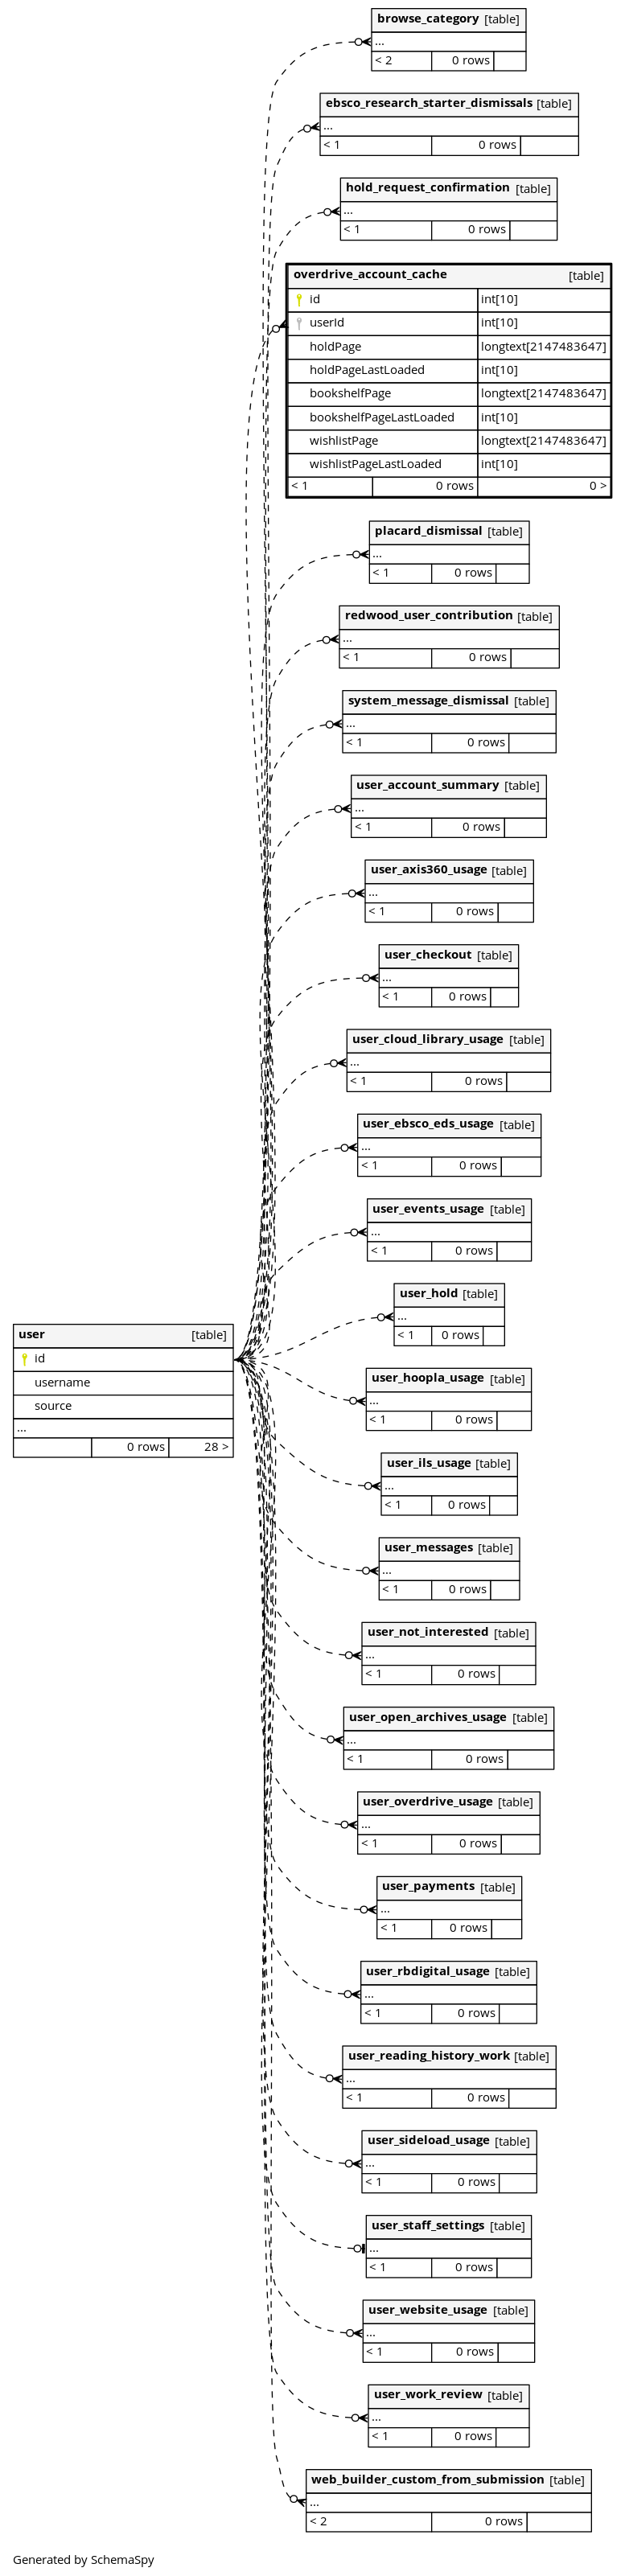 browse_category [table]
...
< 2 0 rows
ebsco_research_starter_dismissals [table]
...
< 1 0 rows
hold_request_confirmation [table]
...
< 1 0 rows
overdrive_account_cache [table]
id int[10]
userId int[10]
holdPage longtext[2147483647]
holdPageLastLoaded int[10]
bookshelfPage longtext[2147483647]
bookshelfPageLastLoaded int[10]
wishlistPage longtext[2147483647]
wishlistPageLastLoaded int[10]
< 1 0 rows 0 >
placard_dismissal [table]
...
< 1 0 rows
redwood_user_contribution [table]
...
< 1 0 rows
system_message_dismissal [table]
...
< 1 0 rows
user_account_summary [table]
...
< 1 0 rows
user_axis360_usage [table]
...
< 1 0 rows
user_checkout [table]
...
< 1 0 rows
user_cloud_library_usage [table]
...
< 1 0 rows
user_ebsco_eds_usage [table]
...
< 1 0 rows
user_events_usage [table]
...
< 1 0 rows
user_hold [table]
...
< 1 0 rows
user [table]
id
username
source
...
0 rows 28 >
user_hoopla_usage [table]
...
< 1 0 rows
user_ils_usage [table]
...
< 1 0 rows
user_messages [table]
...
< 1 0 rows
user_not_interested [table]
...
< 1 0 rows
user_open_archives_usage [table]
...
< 1 0 rows
user_overdrive_usage [table]
...
< 1 0 rows
user_payments [table]
...
< 1 0 rows
user_rbdigital_usage [table]
...
< 1 0 rows
user_reading_history_work [table]
...
< 1 0 rows
user_sideload_usage [table]
...
< 1 0 rows
user_staff_settings [table]
...
< 1 0 rows
user_website_usage [table]
...
< 1 0 rows
user_work_review [table]
...
< 1 0 rows
web_builder_custom_from_submission [table]
...
< 2 0 rows
Generated by SchemaSpy